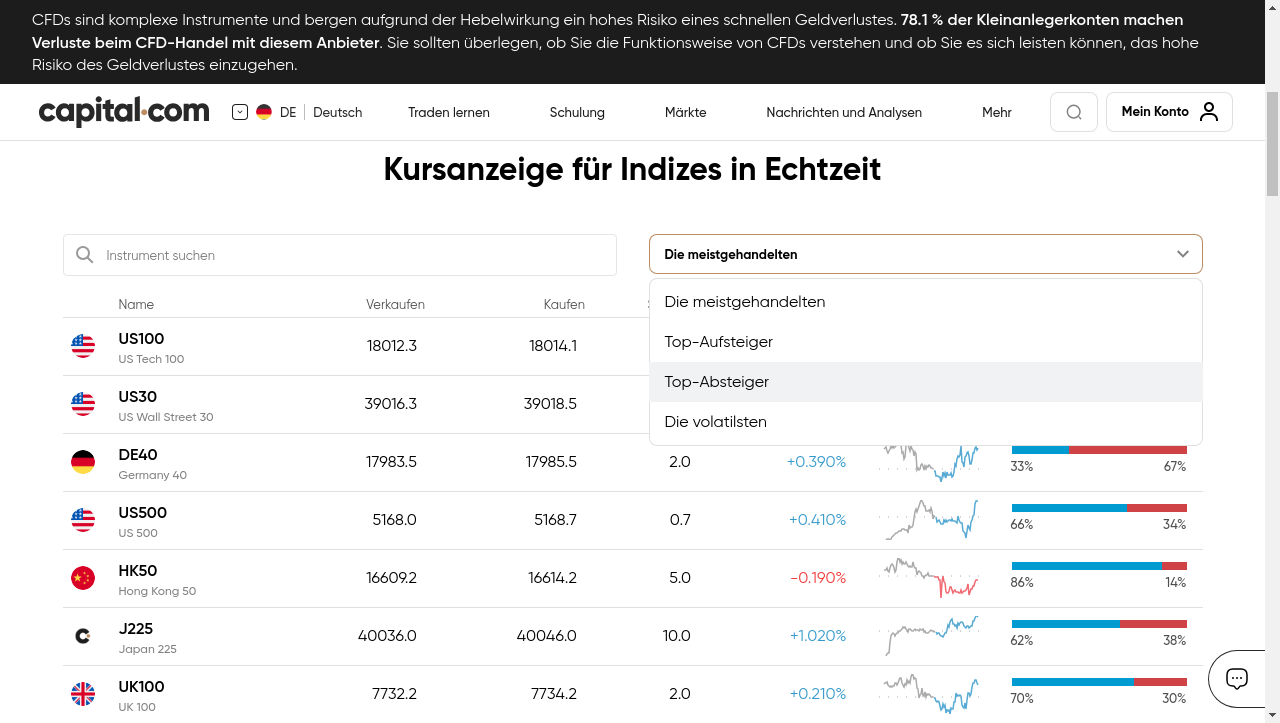 CFDs sind komplexe Instrumente und bergen aufgrund der Hebelwirkung ein hohes Risiko eines schnellen Geldverlustes. 78.1 % der Kleinanlegerkonten machen
Verluste beim CFD-Handel mit diesem Anbieter. Sie sollten überlegen, ob Sie die Funktionsweise von CFDs verstehen und ob Sie es sich leisten können, das hohe
Risiko des Geldverlustes einzugehen.
capital.com DE Deutsch Traden lernen Schulung Märkte Nachrichten und Analysen Mehr Mein Konto
Kursanzeige für Indizes in Echtzeit
Instrument suchen Die meistgehandelten
Die meistgehandelten
Top-Aufsteiger
Top-Absteiger
Die volatilsten
Name Verkaufen Kaufen
US100 18012.3 18014.1
US Tech 100
US30 39016.3 39018.5
US Wall Street 30
DE40 17983.5 17985.5 2.0 +0.390% 33% 67%
Germany 40
US500 5168.0 5168.7 0.7 +0.410% 66% 34%
US 500
HK50 16609.2 16614.2 5.0 -0.190% 86% 14%
Hong Kong 50
J225 40036.0 40046.0 10.0 +1.020% 62% 38%
Japan 225
UK100 7732.2 7734.2 2.0 +0.210% 70% 30%
UK 100